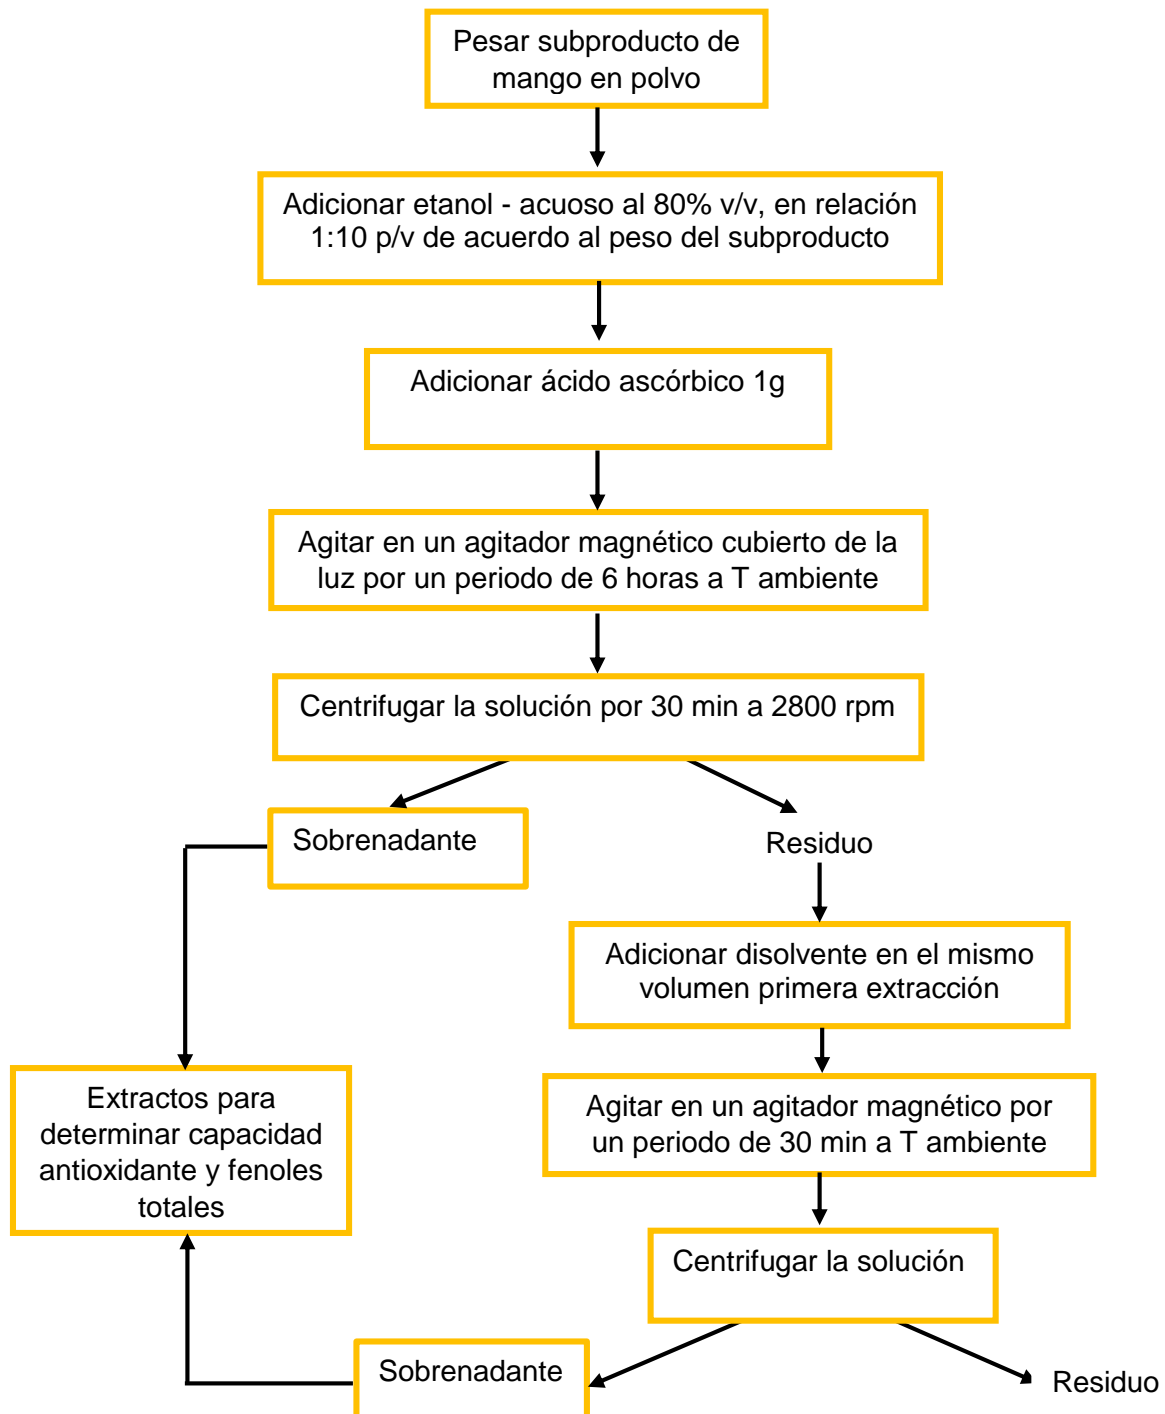 Pesar subproducto de
mango en polvo
Adicionar etanol - acuoso al 80% v/v, en relación
1:10 p/v de acuerdo al peso del subproducto
Adicionar ácido ascórbico 1g
Agitar en un agitador magnético cubierto de la
luz por un periodo de 6 horas a T ambiente
Centrifugar la solución por 30 min a 2800 rpm
Sobrenadante
Residuo
Adicionar disolvente en el mismo
volumen primera extracción
Extractos para
determinar capacidad
antioxidante y fenoles
totales
Agitar en un agitador magnético por
un periodo de 30 min a T ambiente
Centrifugar la solución
Sobrenadante
Residuo